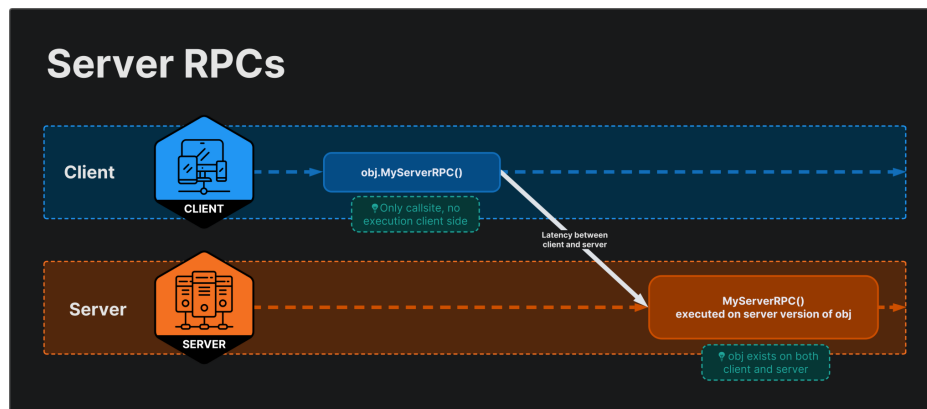 Server RPCs
Client
CLIENT
obj.MyServerRPC()
Only callsite, no
execution client side
Latency between
client and server
Server
SERVER
MyServerRPC()
executed on server version of obj
obj exists on both
client and server